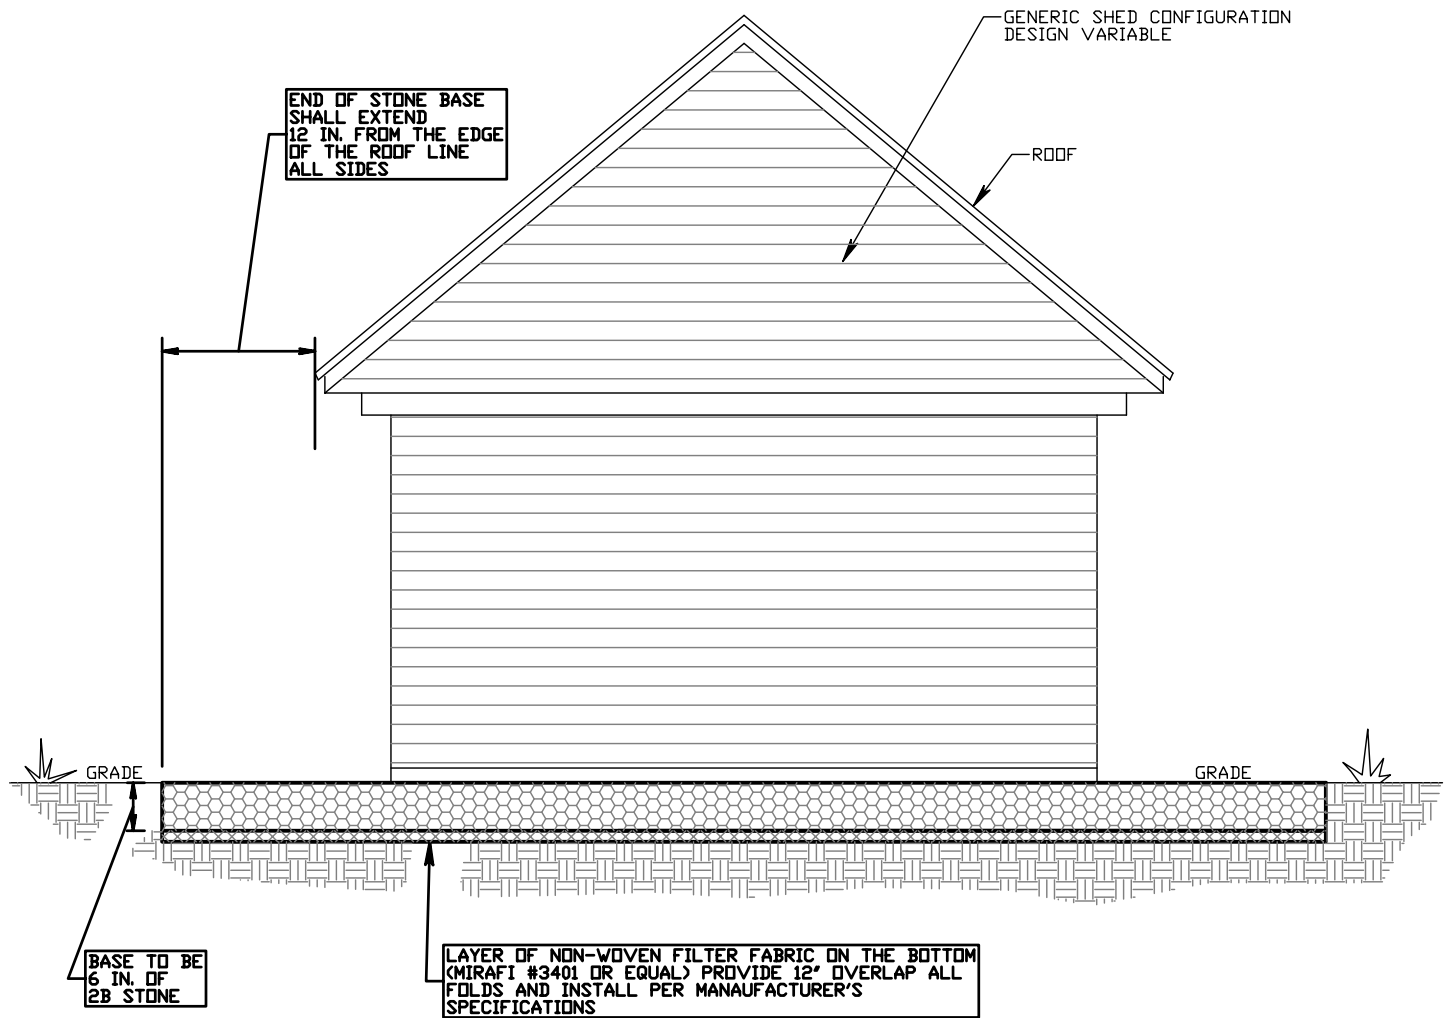 GENERIC SHED CONFIGURATION
DESIGN VARIABLE
END OF STONE BASE
SHALL EXTEND
12 IN. FROM THE EDGE
OF THE ROOF LINE
ALL SIDES
ROOF
GRADE
GRADE
BASE TO BE
6 IN. OF
2B STONE
LAYER OF NON-WOVEN FILTER FABRIC ON THE BOTTOM
(MIRAFI #3401 OR EQUAL) PROVIDE 12" OVERLAP ALL
FOLDS AND INSTALL PER MANAUFACTURER'S
SPECIFICATIONS